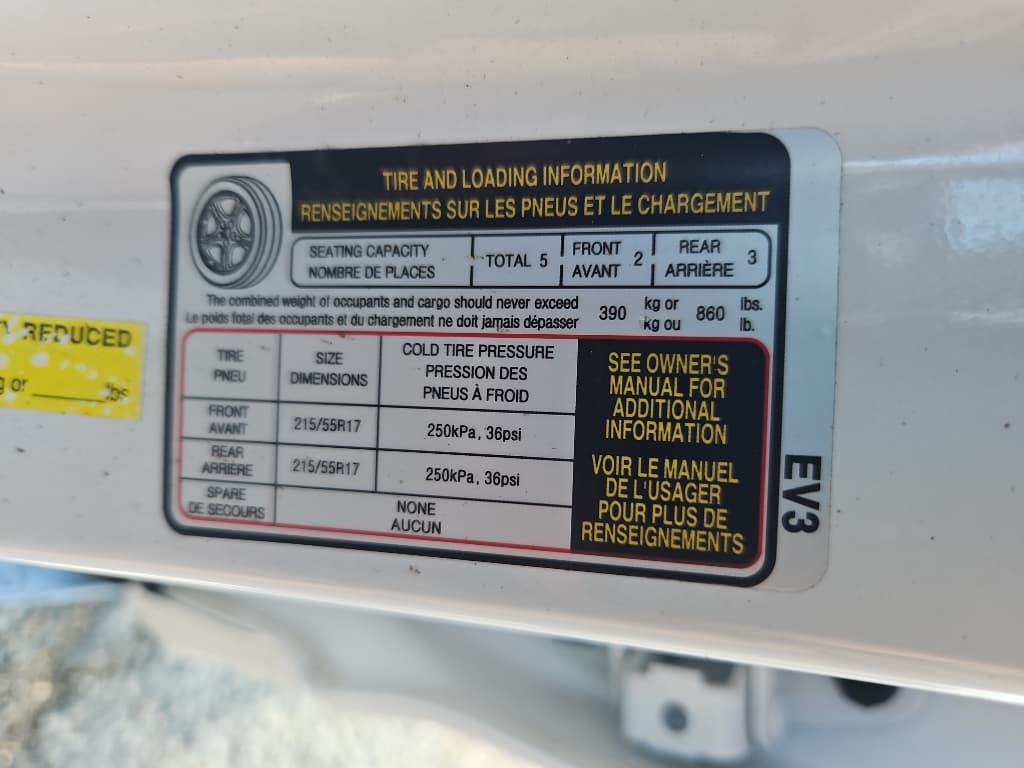 TIRE AND LOADING INFORMATION
RENSEIGNEMENTS SUR LES PNEUS ET LE CHARGEMENT
SEATING CAPACITY
NOMBRE DE PLACES
TOTAL 5
FRONT
AVANT
2
REAR
ARRIÈRE
3
The combined weight of occupants and cargo should never exceed 390 kg or 860 lbs.
Le poids total des occupants et du chargement ne doit jamais dépasser kg ou lb.
TIRE
PNEU
SIZE
DIMENSIONS
COLD TIRE PRESSURE
PRESSION DES
PNEUS À FROID
FRONT
AVANT
215/55R17
250kPa, 36psi
REAR
ARRIÈRE
215/55R17
250kPa, 36psi
SPARE
DE SECOURS
NONE
AUCUN
SEE OWNER'S
MANUAL FOR
ADDITIONAL
INFORMATION
VOIR LE MANUEL
DE L'USAGER
POUR PLUS DE
RENSEIGNEMENTS
EV3
REDUCED
or lbs